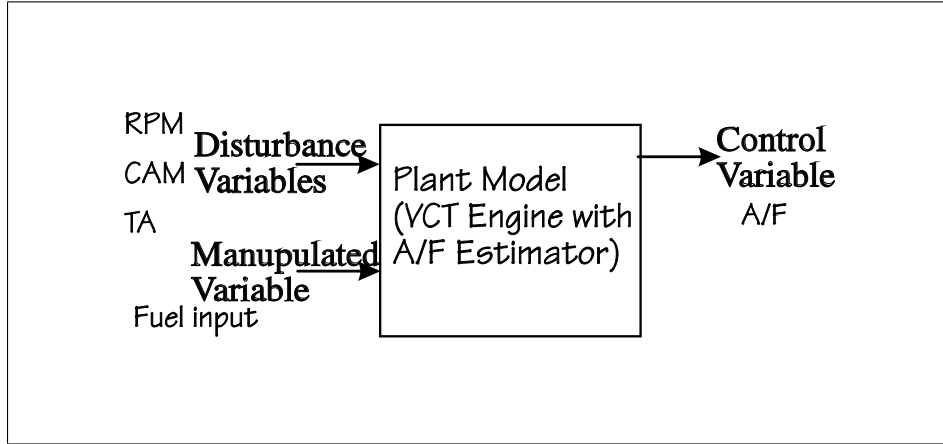 RPM
CAM
TA
Disturbance
Variables
Manupulated
Variable
Fuel input
Plant Model
(VCT Engine with
A/F Estimator)
Control
Variable
A/F